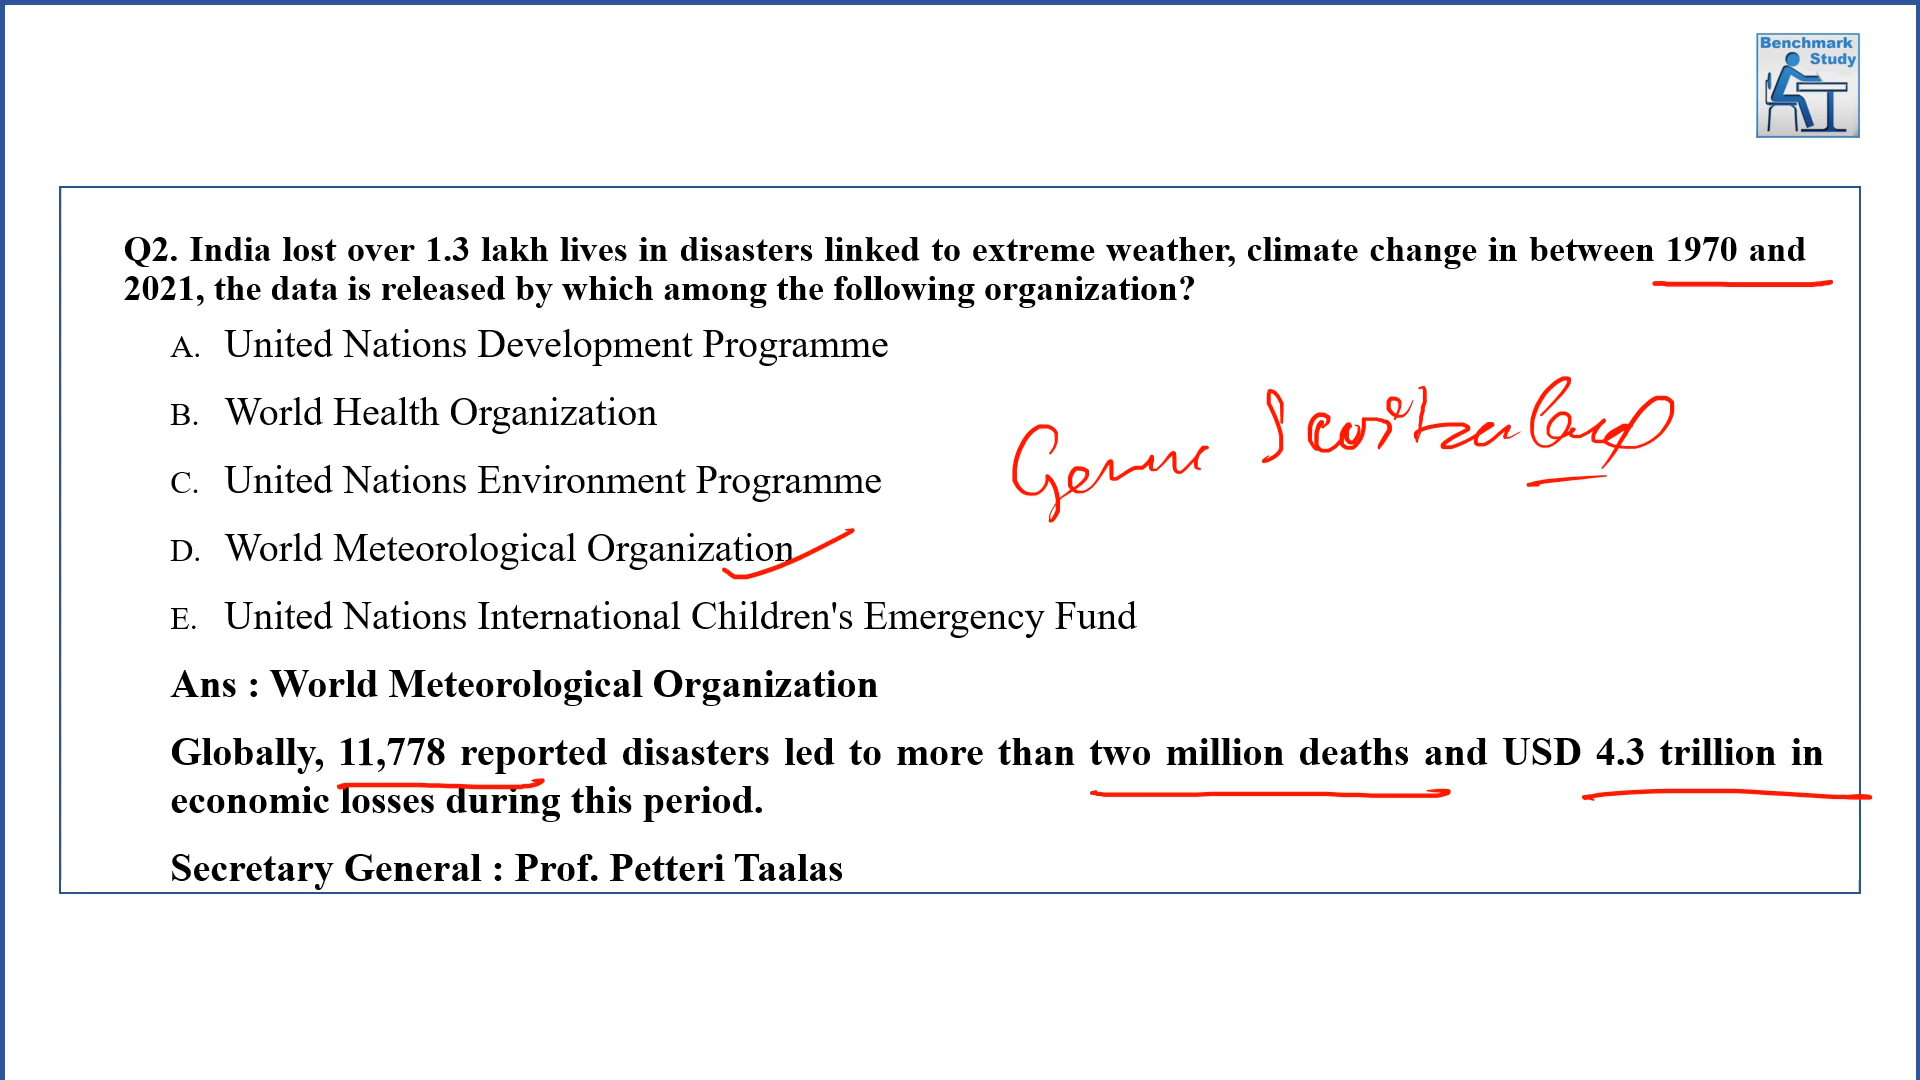 Benchmark
Study
Q2. India lost over 1.3 lakh lives in disasters linked to extreme weather, climate change in between 1970 and
2021, the data is released by which among the following organization?
A. United Nations Development Programme
B. World Health Organization
C. United Nations Environment Programme
D. World Meteorological Organization
E. United Nations International Children's Emergency Fund
Ans : World Meteorological Organization
Globally, 11,778 reported disasters led to more than two million deaths and USD 4.3 trillion in
economic losses during this period.
Secretary General : Prof. Petteri Taalas